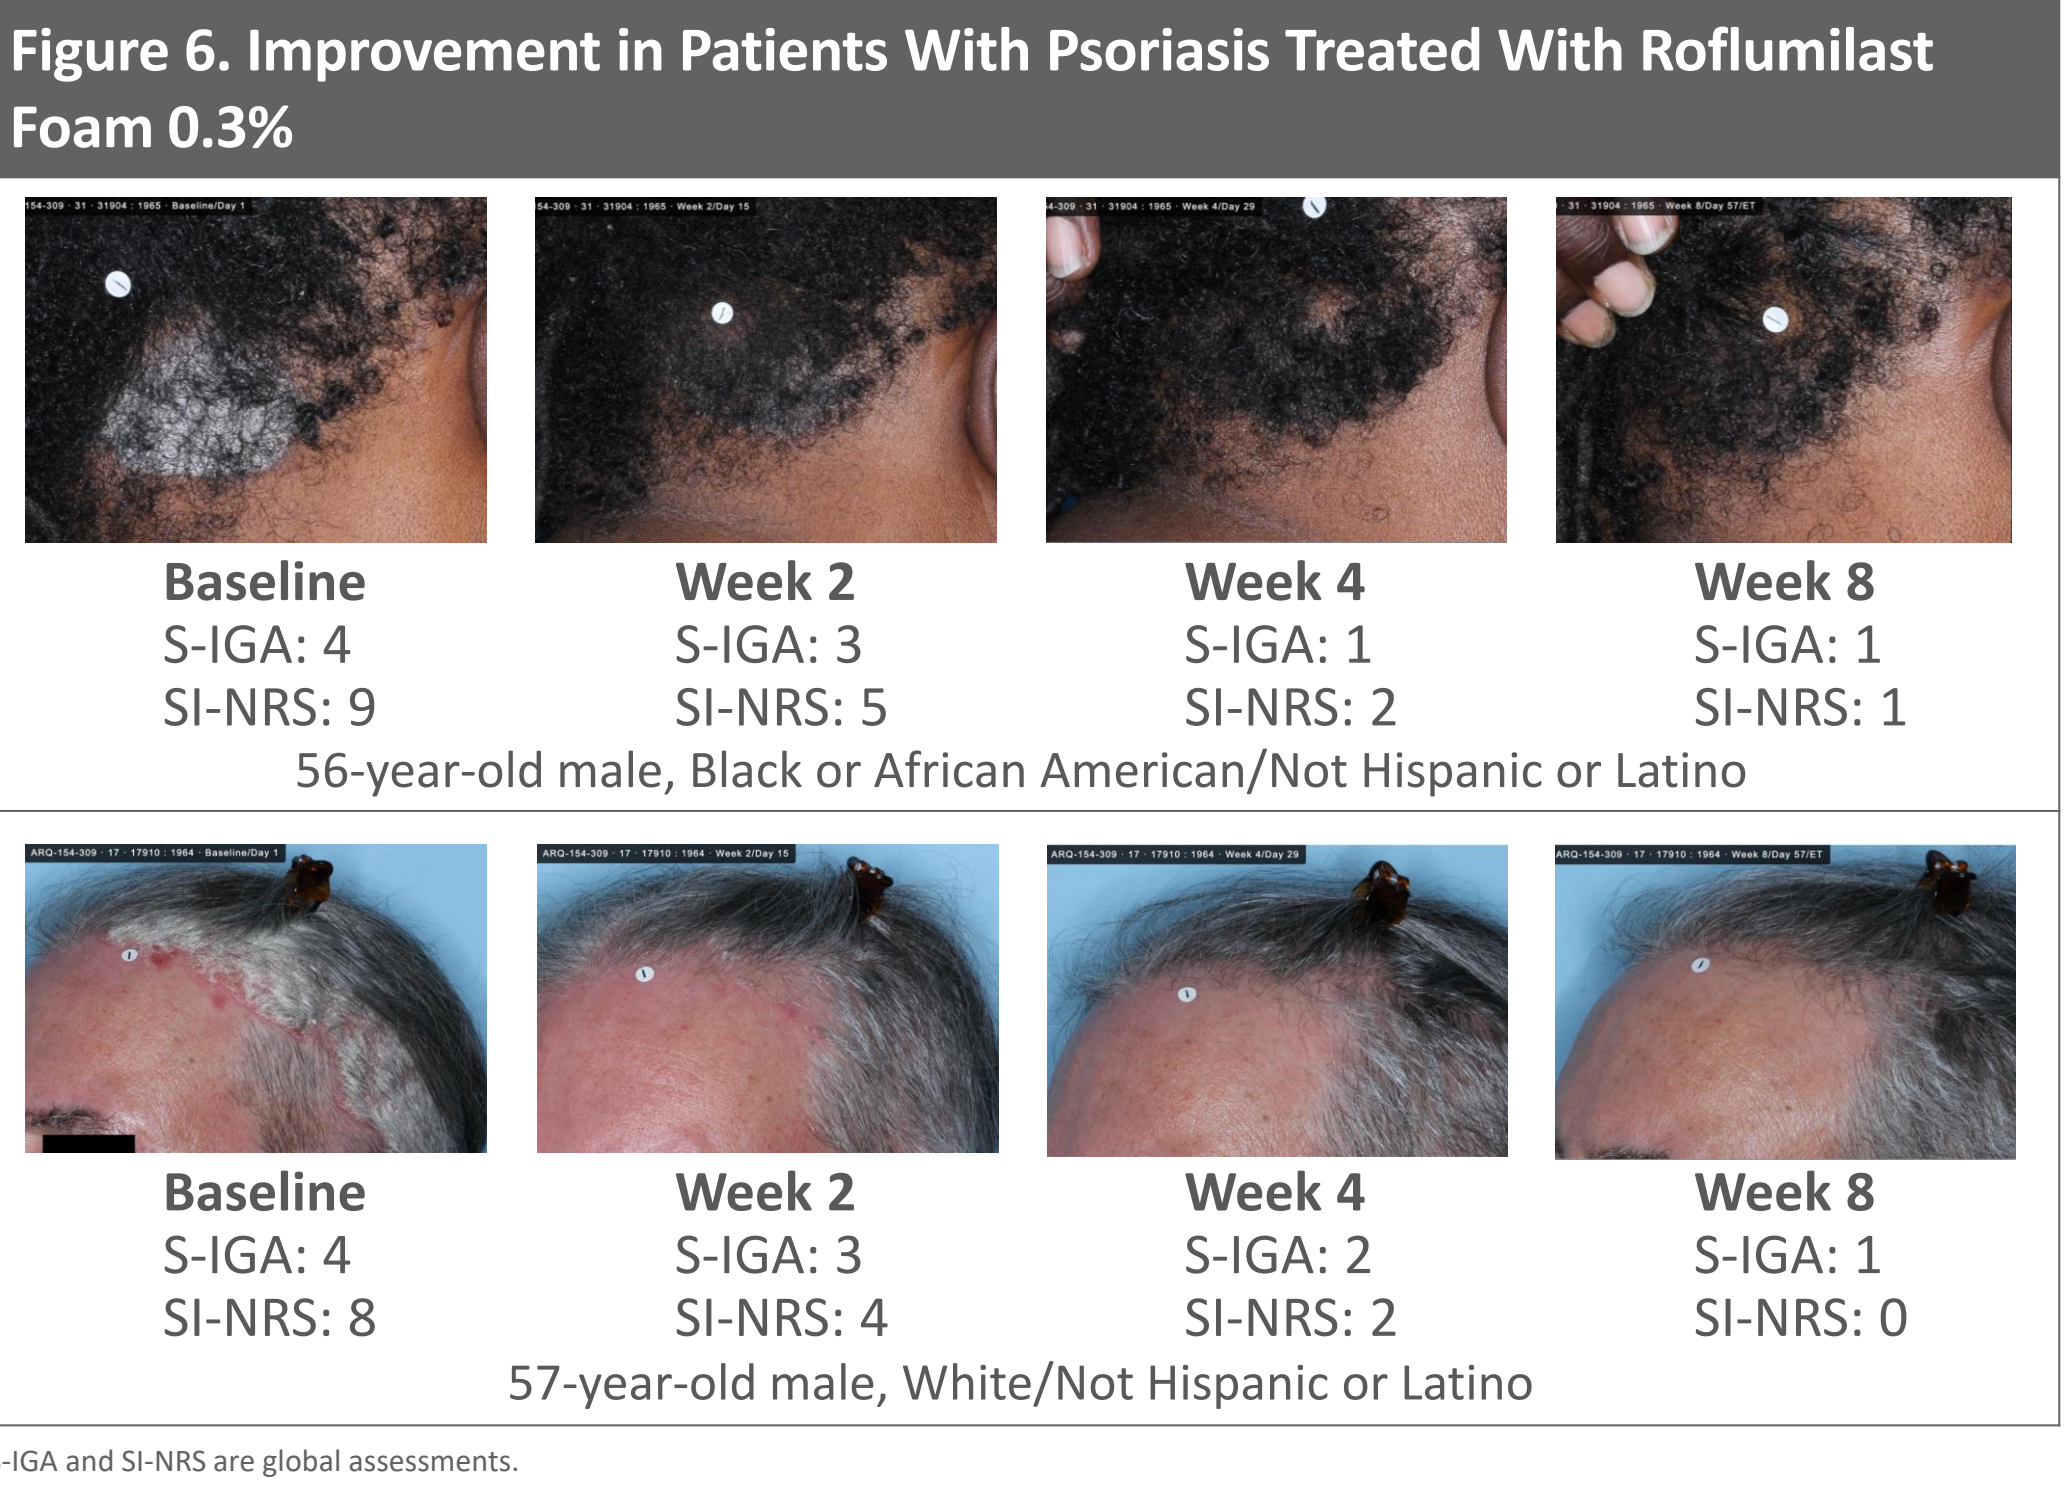 Figure 6. Improvement in Patients With Psoriasis Treated With Roflumilast
Foam 0.3%
154-309 · 31 · 31904 : 1965 · Baseline/Day 1
54-309 · 31 · 31904 : 1965 · Week 2/Day 15
4-309 · 31 · 31904 : 1965 · Week 4/Day 29
· 31 · 31904 : 1965 · Week 8/Day 57/ET
Baseline
S-IGA: 4
SI-NRS: 9
Week 2
S-IGA: 3
SI-NRS: 5
Week 4
S-IGA: 1
SI-NRS: 2
Week 8
S-IGA: 1
SI-NRS: 1
56-year-old male, Black or African American/Not Hispanic or Latino
ARQ-154-309 · 17 · 17910 : 1964 · Baseline/Day 1
ARQ-154-309 · 17 · 17910 : 1964 · Week 2/Day 15
ARQ-154-309 · 17 · 17910 : 1964 · Week 4/Day 29
ARQ-154-309 · 17 · 17910 : 1964 · Week 8/Day 57/ET
Baseline
S-IGA: 4
SI-NRS: 8
Week 2
S-IGA: 3
SI-NRS: 4
Week 4
S-IGA: 2
SI-NRS: 2
Week 8
S-IGA: 1
SI-NRS: 0
57-year-old male, White/Not Hispanic or Latino
-IGA and SI-NRS are global assessments.